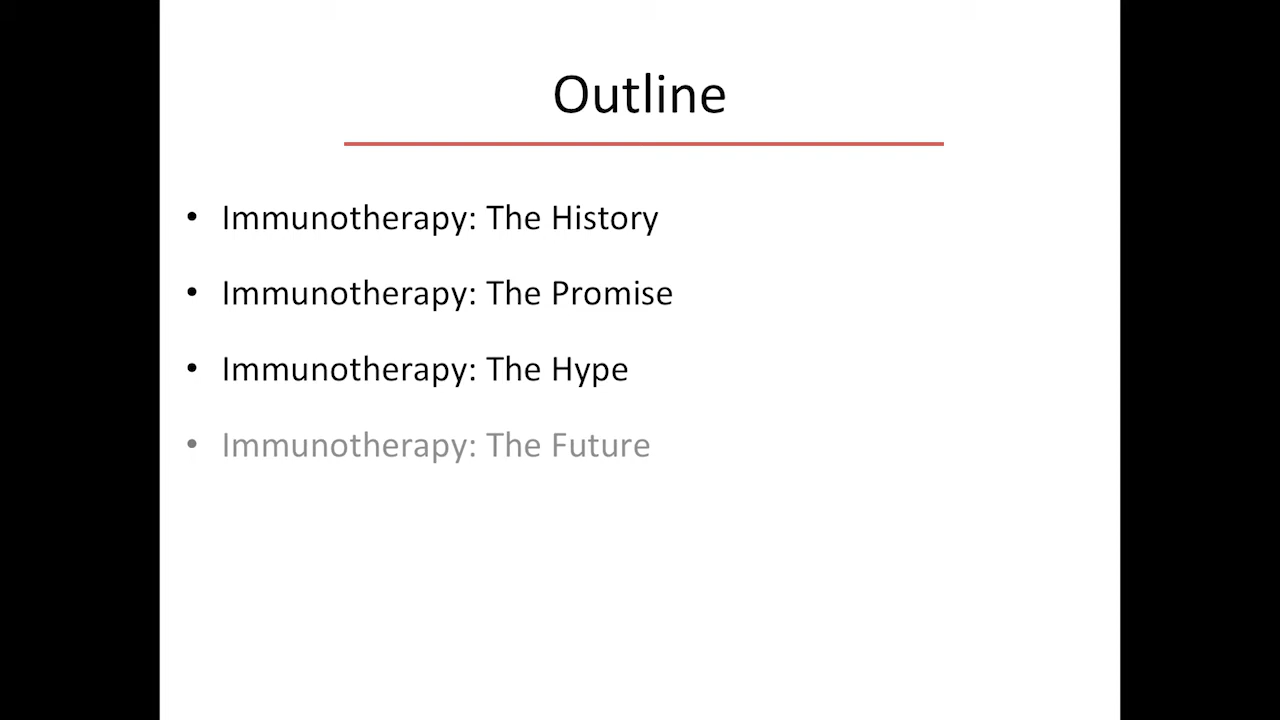 Outline
• Immunotherapy: The History
• Immunotherapy: The Promise
• Immunotherapy: The Hype
• Immunotherapy: The Future